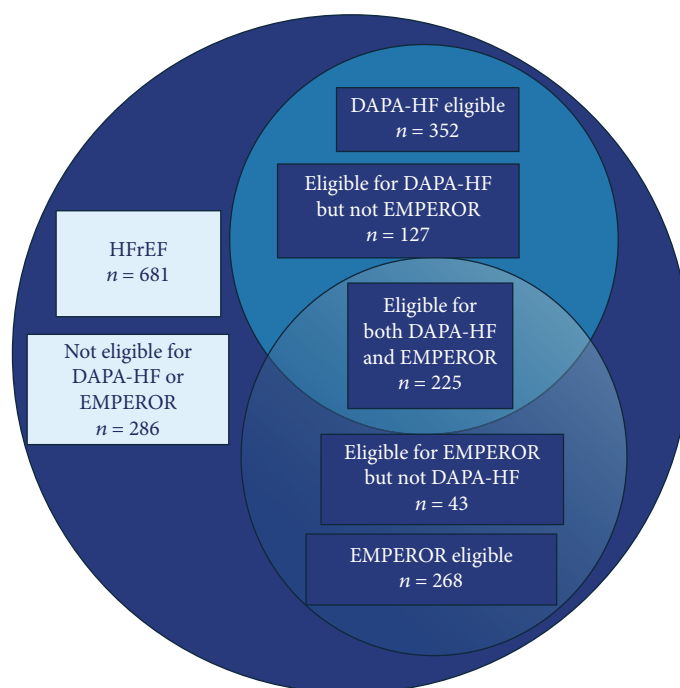 DAPA-HF eligible
n = 352
Eligible for DAPA-HF
but not EMPEROR
n = 127
HFrEF
n = 681
Eligible for
both DAPA-HF
and EMPEROR
n = 225
Not eligible for
DAPA-HF or
EMPEROR
n = 286
Eligible for EMPEROR
but not DAPA-HF
n = 43
EMPEROR eligible
n = 268